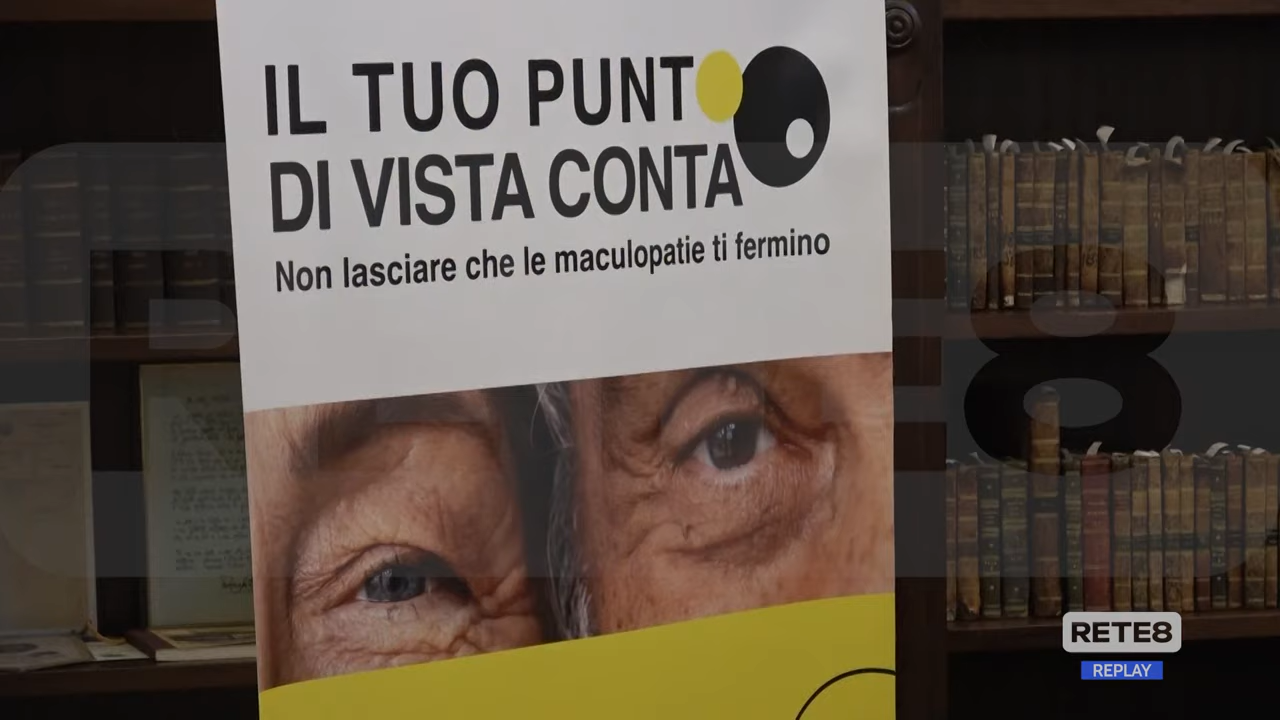 IL TUO PUNTO
DI VISTA CONTA
Non lasciare che le maculopatie ti fermino
RETE8
REPLAY